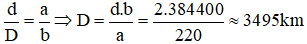 d/D = a/b ⇒ D = d.b/a = 2.384400/220 ≈ 3495km